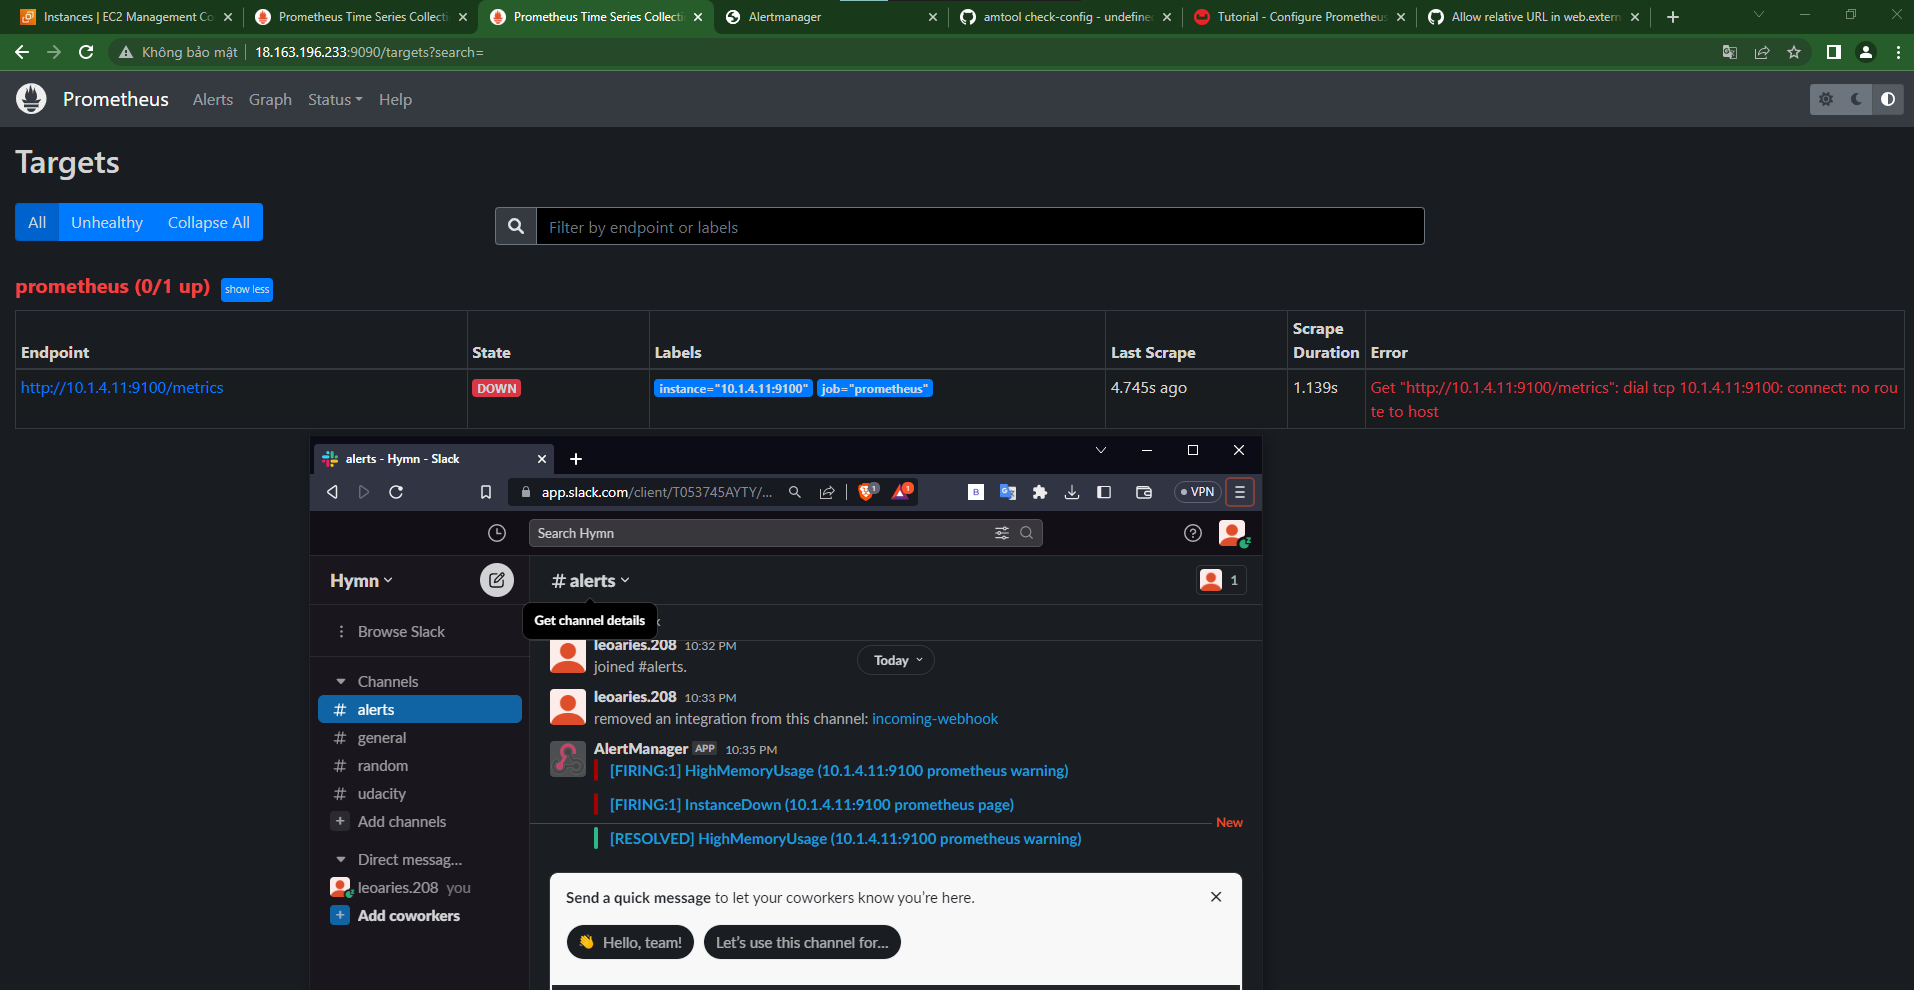 Instances | EC2 Management Co
Prometheus Time Series Collecti
Prometheus Time Series Collecti
Alertmanager
amtool check-config - undefined
Tutorial - Configure Prometheus
Allow relative URL in web.extern
Không bảo mật
18.163.196.233:9090/targets?search=
Prometheus
Alerts
Graph
Status
Help
Targets
All
Unhealthy
Collapse All
Filter by endpoint or labels
prometheus (0/1 up)
show less
Endpoint
State
Labels
Last Scrape
Scrape
Duration
Error
http://10.1.4.11:9100/metrics
DOWN
instance="10.1.4.11:9100"
job="prometheus"
4.745s ago
1.139s
Get "http://10.1.4.11:9100/metrics": dial tcp 10.1.4.11:9100: connect: no rou
te to host
alerts - Hymn - Slack
app.slack.com/client/T053745AYTY/...
1
1
B
VPN
Search Hymn
Hymn
# alerts
1
Get channel details
Browse Slack
leoaries.208 10:32 PM
joined #alerts.
Today
Channels
# alerts
# general
# random
# udacity
+ Add channels
Direct messag...
leoaries.208 you
+ Add coworkers
leoaries.208 10:33 PM
removed an integration from this channel: incoming-webhook
AlertManager APP 10:35 PM
[FIRING:1] HighMemoryUsage (10.1.4.11:9100 prometheus warning)
[FIRING:1] InstanceDown (10.1.4.11:9100 prometheus page)
New
[RESOLVED] HighMemoryUsage (10.1.4.11:9100 prometheus warning)
Send a quick message to let your coworkers know you're here.
👋 Hello, team!
Let's use this channel for...